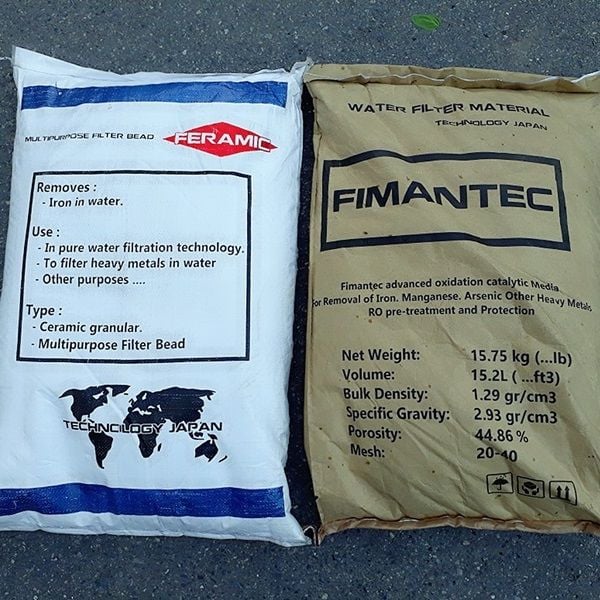 MULTIPURPOSE FILTER BEAD FERAMIC
Removes :
- Iron in water.
Use :
- In pure water filtration technology.
- To filter heavy metals in water
- Other purposes ....
Type :
- Ceramic granular.
- Multipurpose Filter Bead
TECHNOLOGY JAPAN
WATER FILTER MATERIAL
TECHNOLOGY JAPAN
FIMANTEC
Fimantec advanced oxidation catalytic Media
For Removal of Iron. Manganese. Arsenic Other Heavy Metals
RO pre-treatment and Protection
Net Weight: 15.75 kg (...lb)
Volume: 15.2L (...ft3)
Bulk Density: 1.29 gr/cm3
Specific Gravity: 2.93 gr/cm3
Porosity: 44.86 %
Mesh: 20-40